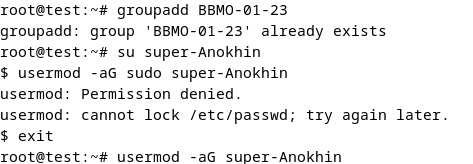 root@test:~# groupadd BBMO-01-23
groupadd: group 'BBMO-01-23' already exists
root@test:~# su super-Anokhin
$ usermod -aG sudo super-Anokhin
usermod: Permission denied.
usermod: cannot lock /etc/passwd; try again later.
$ exit
root@test:~# usermod -aG super-Anokhin